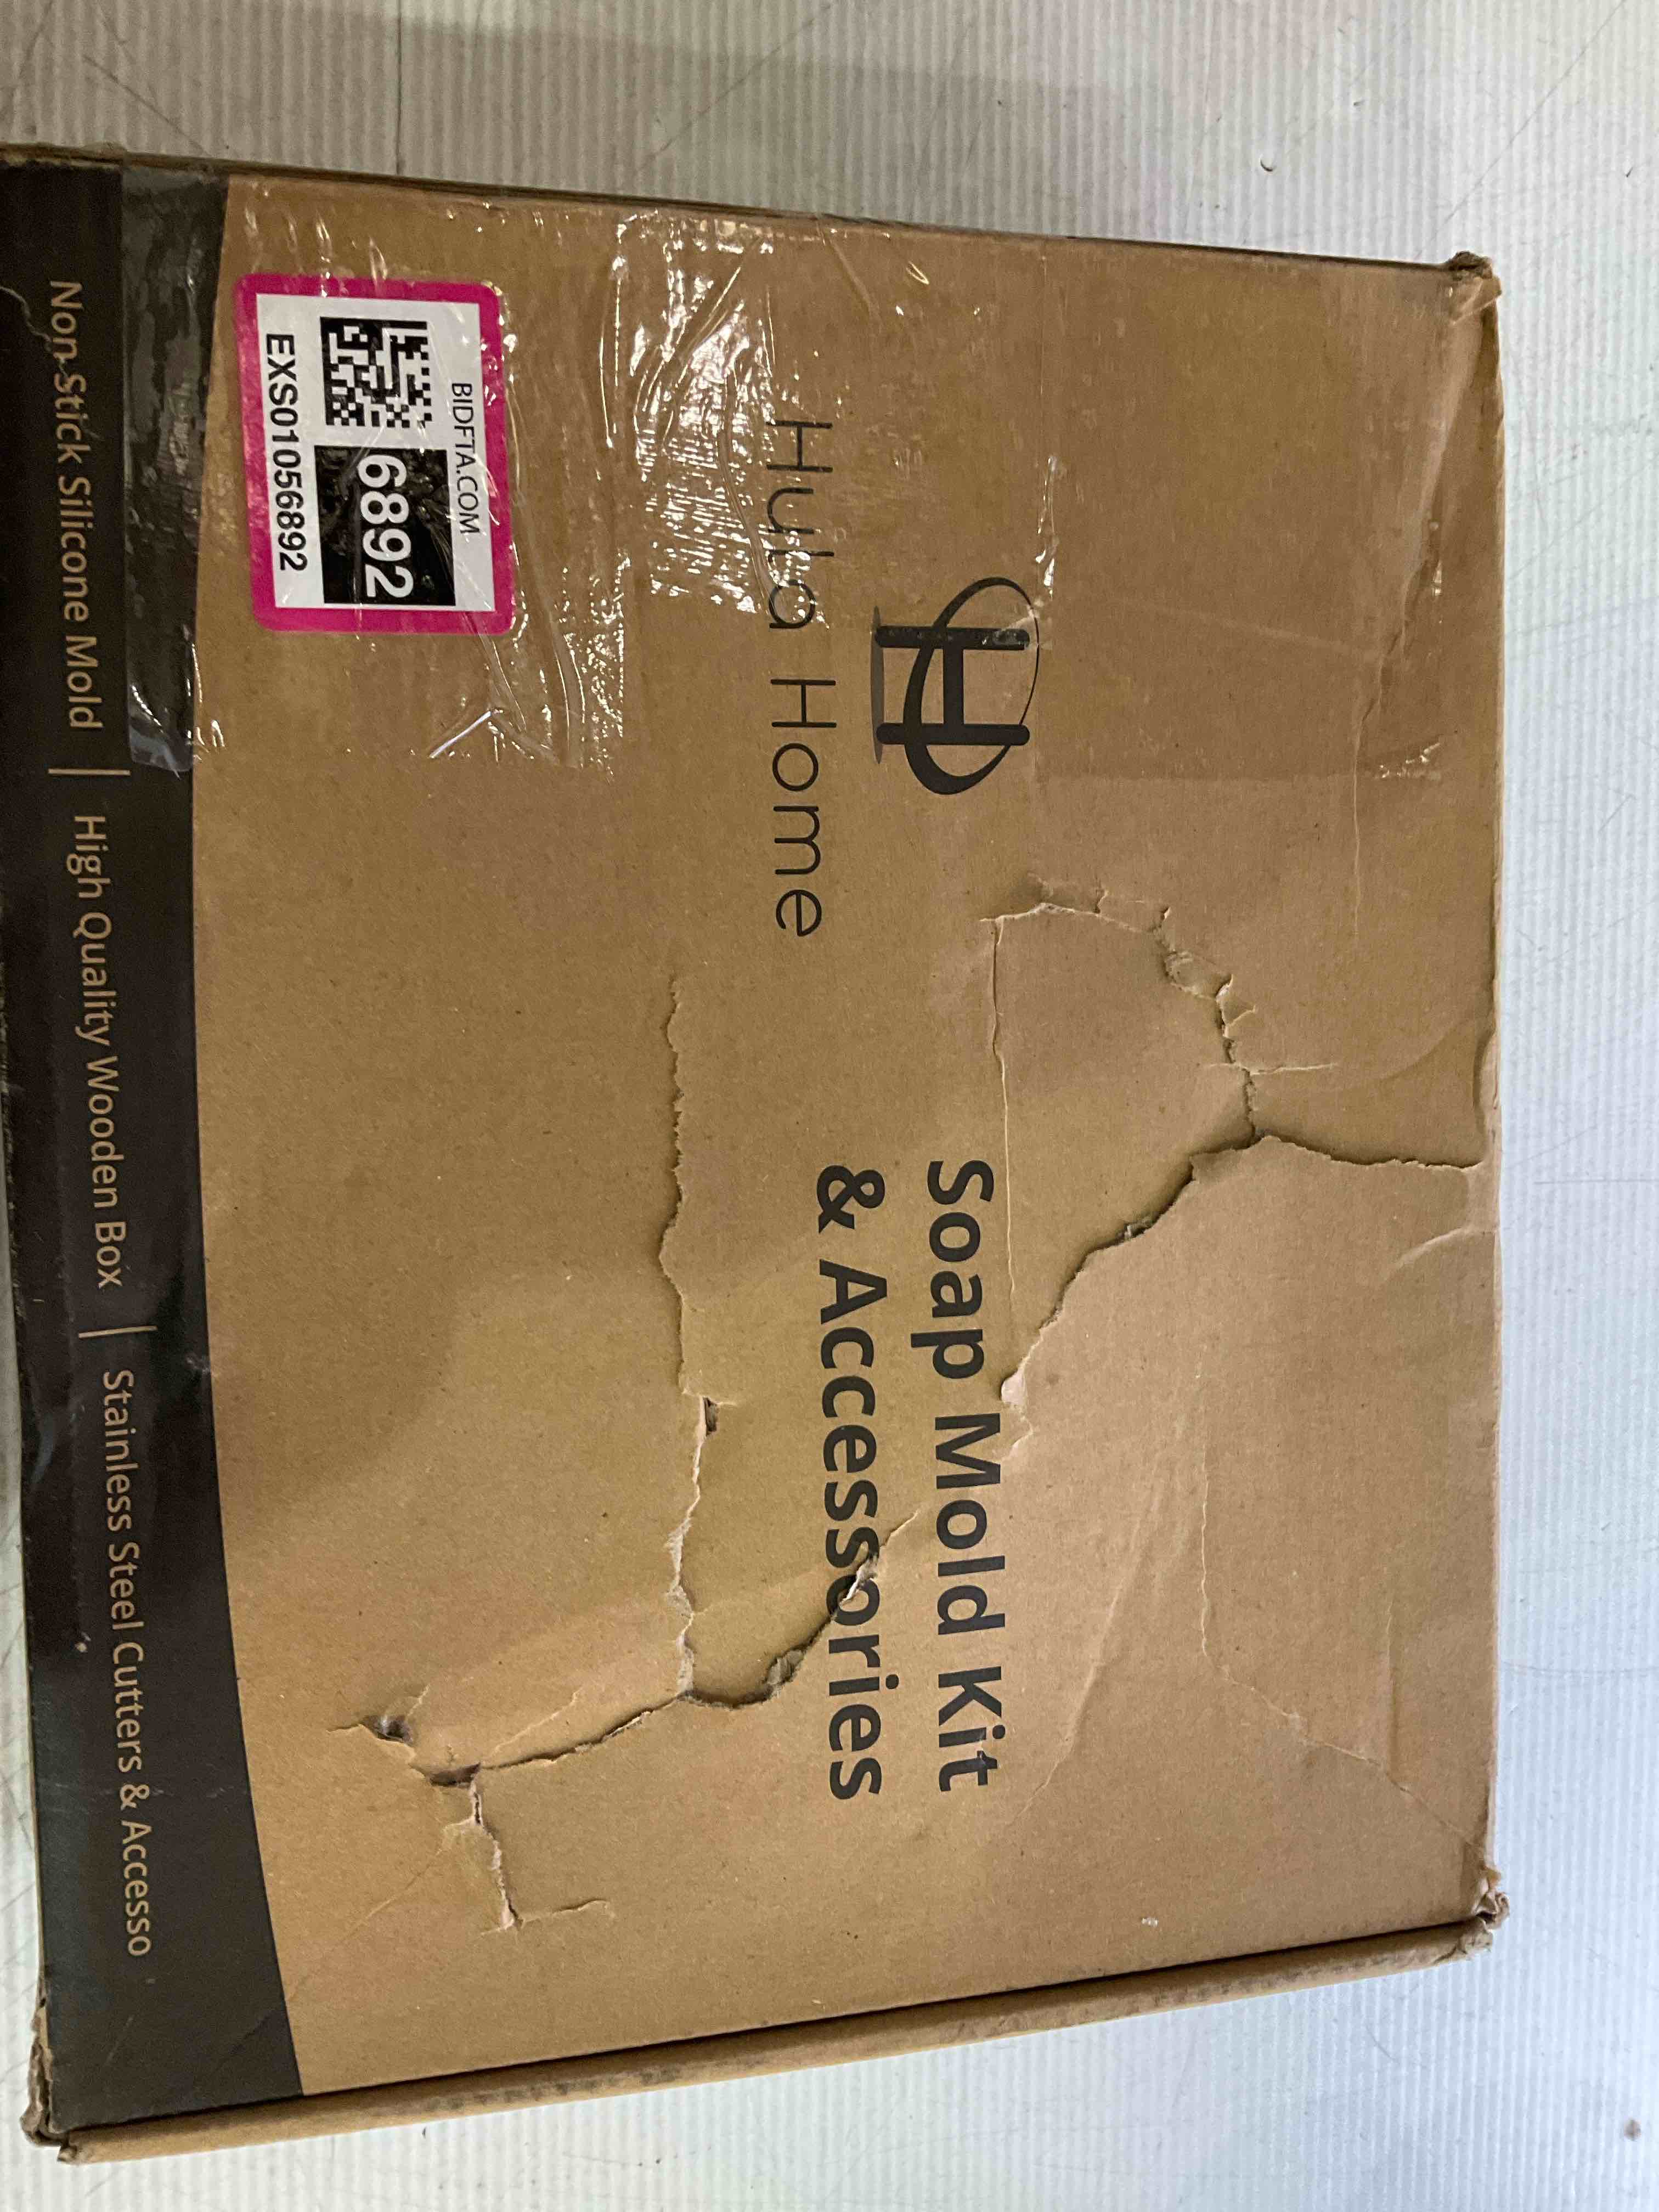 Hula Home
Soap Mold Kit
& Accessories
BIDFTA.COM
6892
EXS01056892
Non-Stick Silicone Mold | High Quality Wooden Box | Stainless Steel Cutters & Accesso